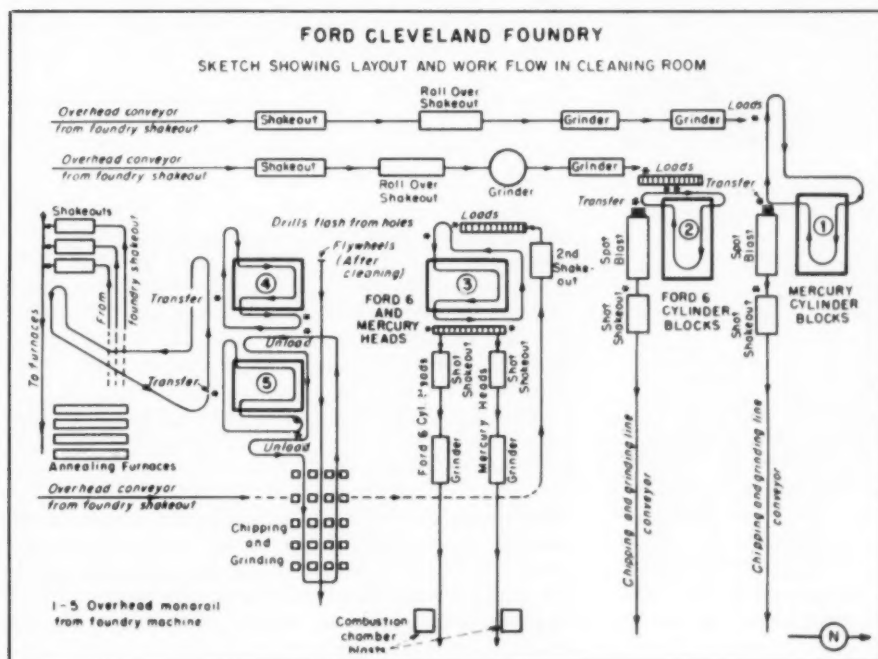 FORD CLEVELAND FOUNDRY
SKETCH SHOWING LAYOUT AND WORK FLOW IN CLEANING ROOM
Overhead conveyor
from foundry shakeout
Shakeout
Roll Over
Shakeout
Grinder
Grinder
Loads
Overhead conveyor
from foundry shakeout
Shakeout
Roll Over
Shakeout
Grinder
Grinder
Loads
Transfer
Transfer
Shakeouts
From
foundry shakeout
To furnaces
Transfer
Transfer
Drills flash from holes
Flywheels
(After
cleaning)
4
5
Unload
Unload
Loads
3
FORD 6
AND
MERCURY
HEADS
2nd
Shake-
out
Spot
Blast
2
FORD 6
CYLINDER
BLOCKS
Spot
Blast
1
MERCURY
CYLINDER
BLOCKS
Shot
Shakeout
Shot
Shakeout
Ford 6 Cyl. Heads
Shot
Shakeout
Mercury Heads
Shot
Shakeout
Grinder
Grinder
Annealing Furnaces
Overhead conveyor
from foundry shakeout
Chipping
and
Grinding
Chipping and grinding line
conveyor
Chipping and grinding line
conveyor
1-5 Overhead monorail
from foundry machine
Combustion
chamber
blasts
N